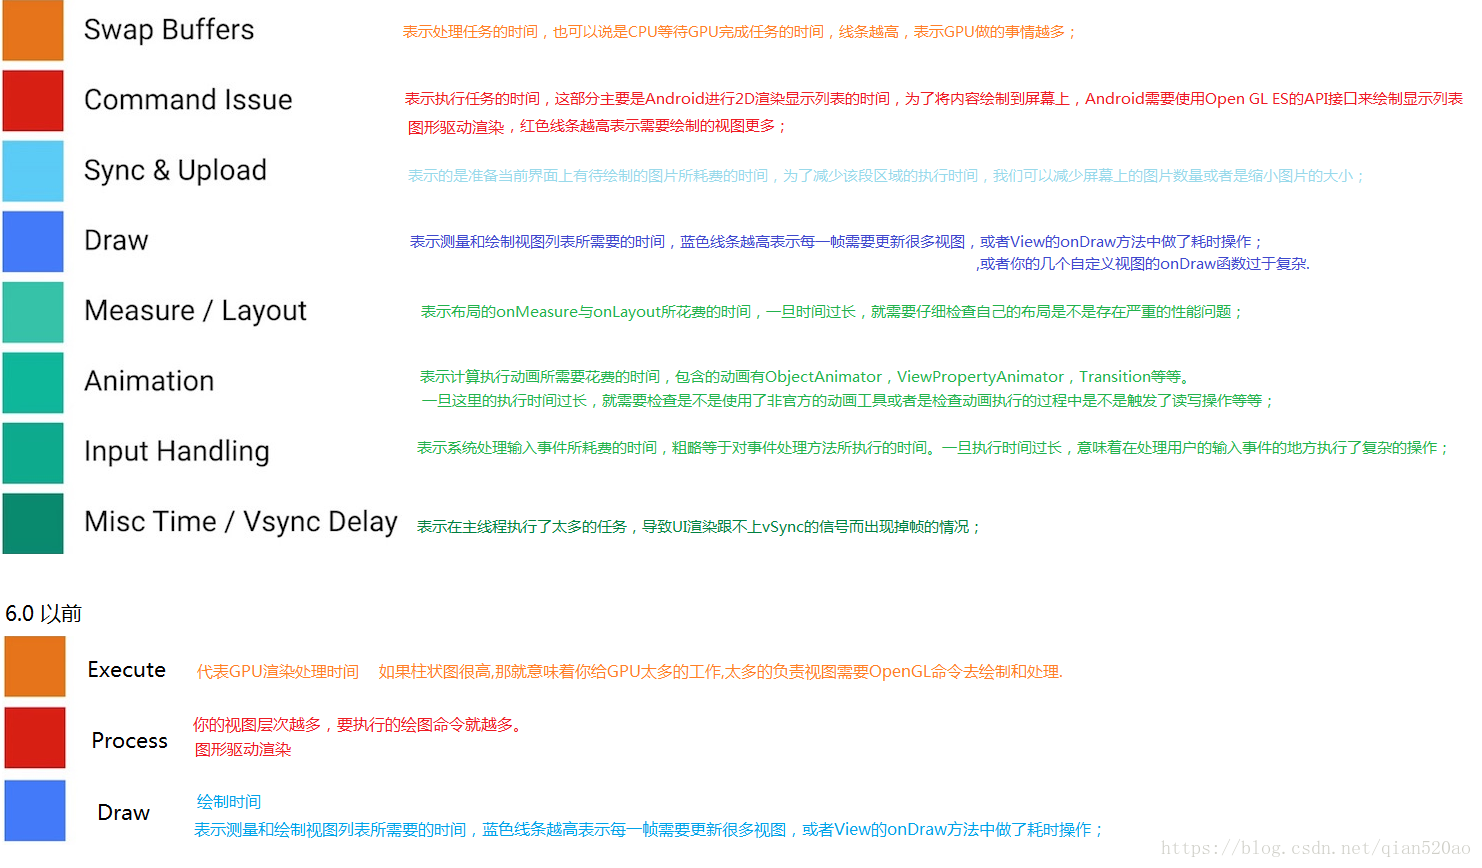 Swap Buffers 表示处理任务的时间，也可以说是CPU等待GPU完成任务的时间，线条越高，表示GPU做的事情越多；
Command Issue 表示执行任务的时间，这部分主要是Android进行2D渲染显示列表的时间，为了将内容绘制到屏幕上，Android需要使用Open GL ES的API接口来绘制显示列表
图形驱动渲染，红色线条越高表示需要绘制的视图更多；
Sync & Upload 表示的是准备当前界面上有待绘制的图片所耗费的时间，为了减少该段区域的执行时间，我们可以减少屏幕上的图片数量或者是缩小图片的大小；
Draw 表示测量和绘制视图列表所需要的时间，蓝色线条越高表示每一帧需要更新很多视图，或者View的onDraw方法中做了耗时操作；
,或者你的几个自定义视图的onDraw函数过于复杂.
Measure / Layout 表示布局的onMeasure与onLayout所花费的时间，一旦时间过长，就需要仔细检查自己的布局是不是存在严重的性能问题；
Animation 表示计算执行动画所需要花费的时间，包含的动画有ObjectAnimator，ViewPropertyAnimator，Transition等等。
一旦这里的执行时间过长，就需要检查是不是使用了非官方的动画工具或者是检查动画执行的过程中是不是触发了读写操作等等；
Input Handling 表示系统处理输入事件所耗费的时间，粗略等于对事件处理方法所执行的时间。一旦执行时间过长，意味着在处理用户的输入事件的地方执行了复杂的操作；
Misc Time / Vsync Delay 表示在主线程执行了太多的任务，导致UI渲染跟不上vSync的信号而出现掉帧的情况；
6.0 以前
Execute 代表GPU渲染处理时间 如果柱状图很高,那就意味着你给GPU太多的工作,太多的负责视图需要OpenGL命令去绘制和处理.
你的视图层次越多，要执行的绘图命令就越多。
Process
图形驱动渲染
绘制时间
Draw
表示测量和绘制视图列表所需要的时间，蓝色线条越高表示每一帧需要更新很多视图，或者View的onDraw方法中做了耗时操作；
https://blog.csdn.net/qian520ao